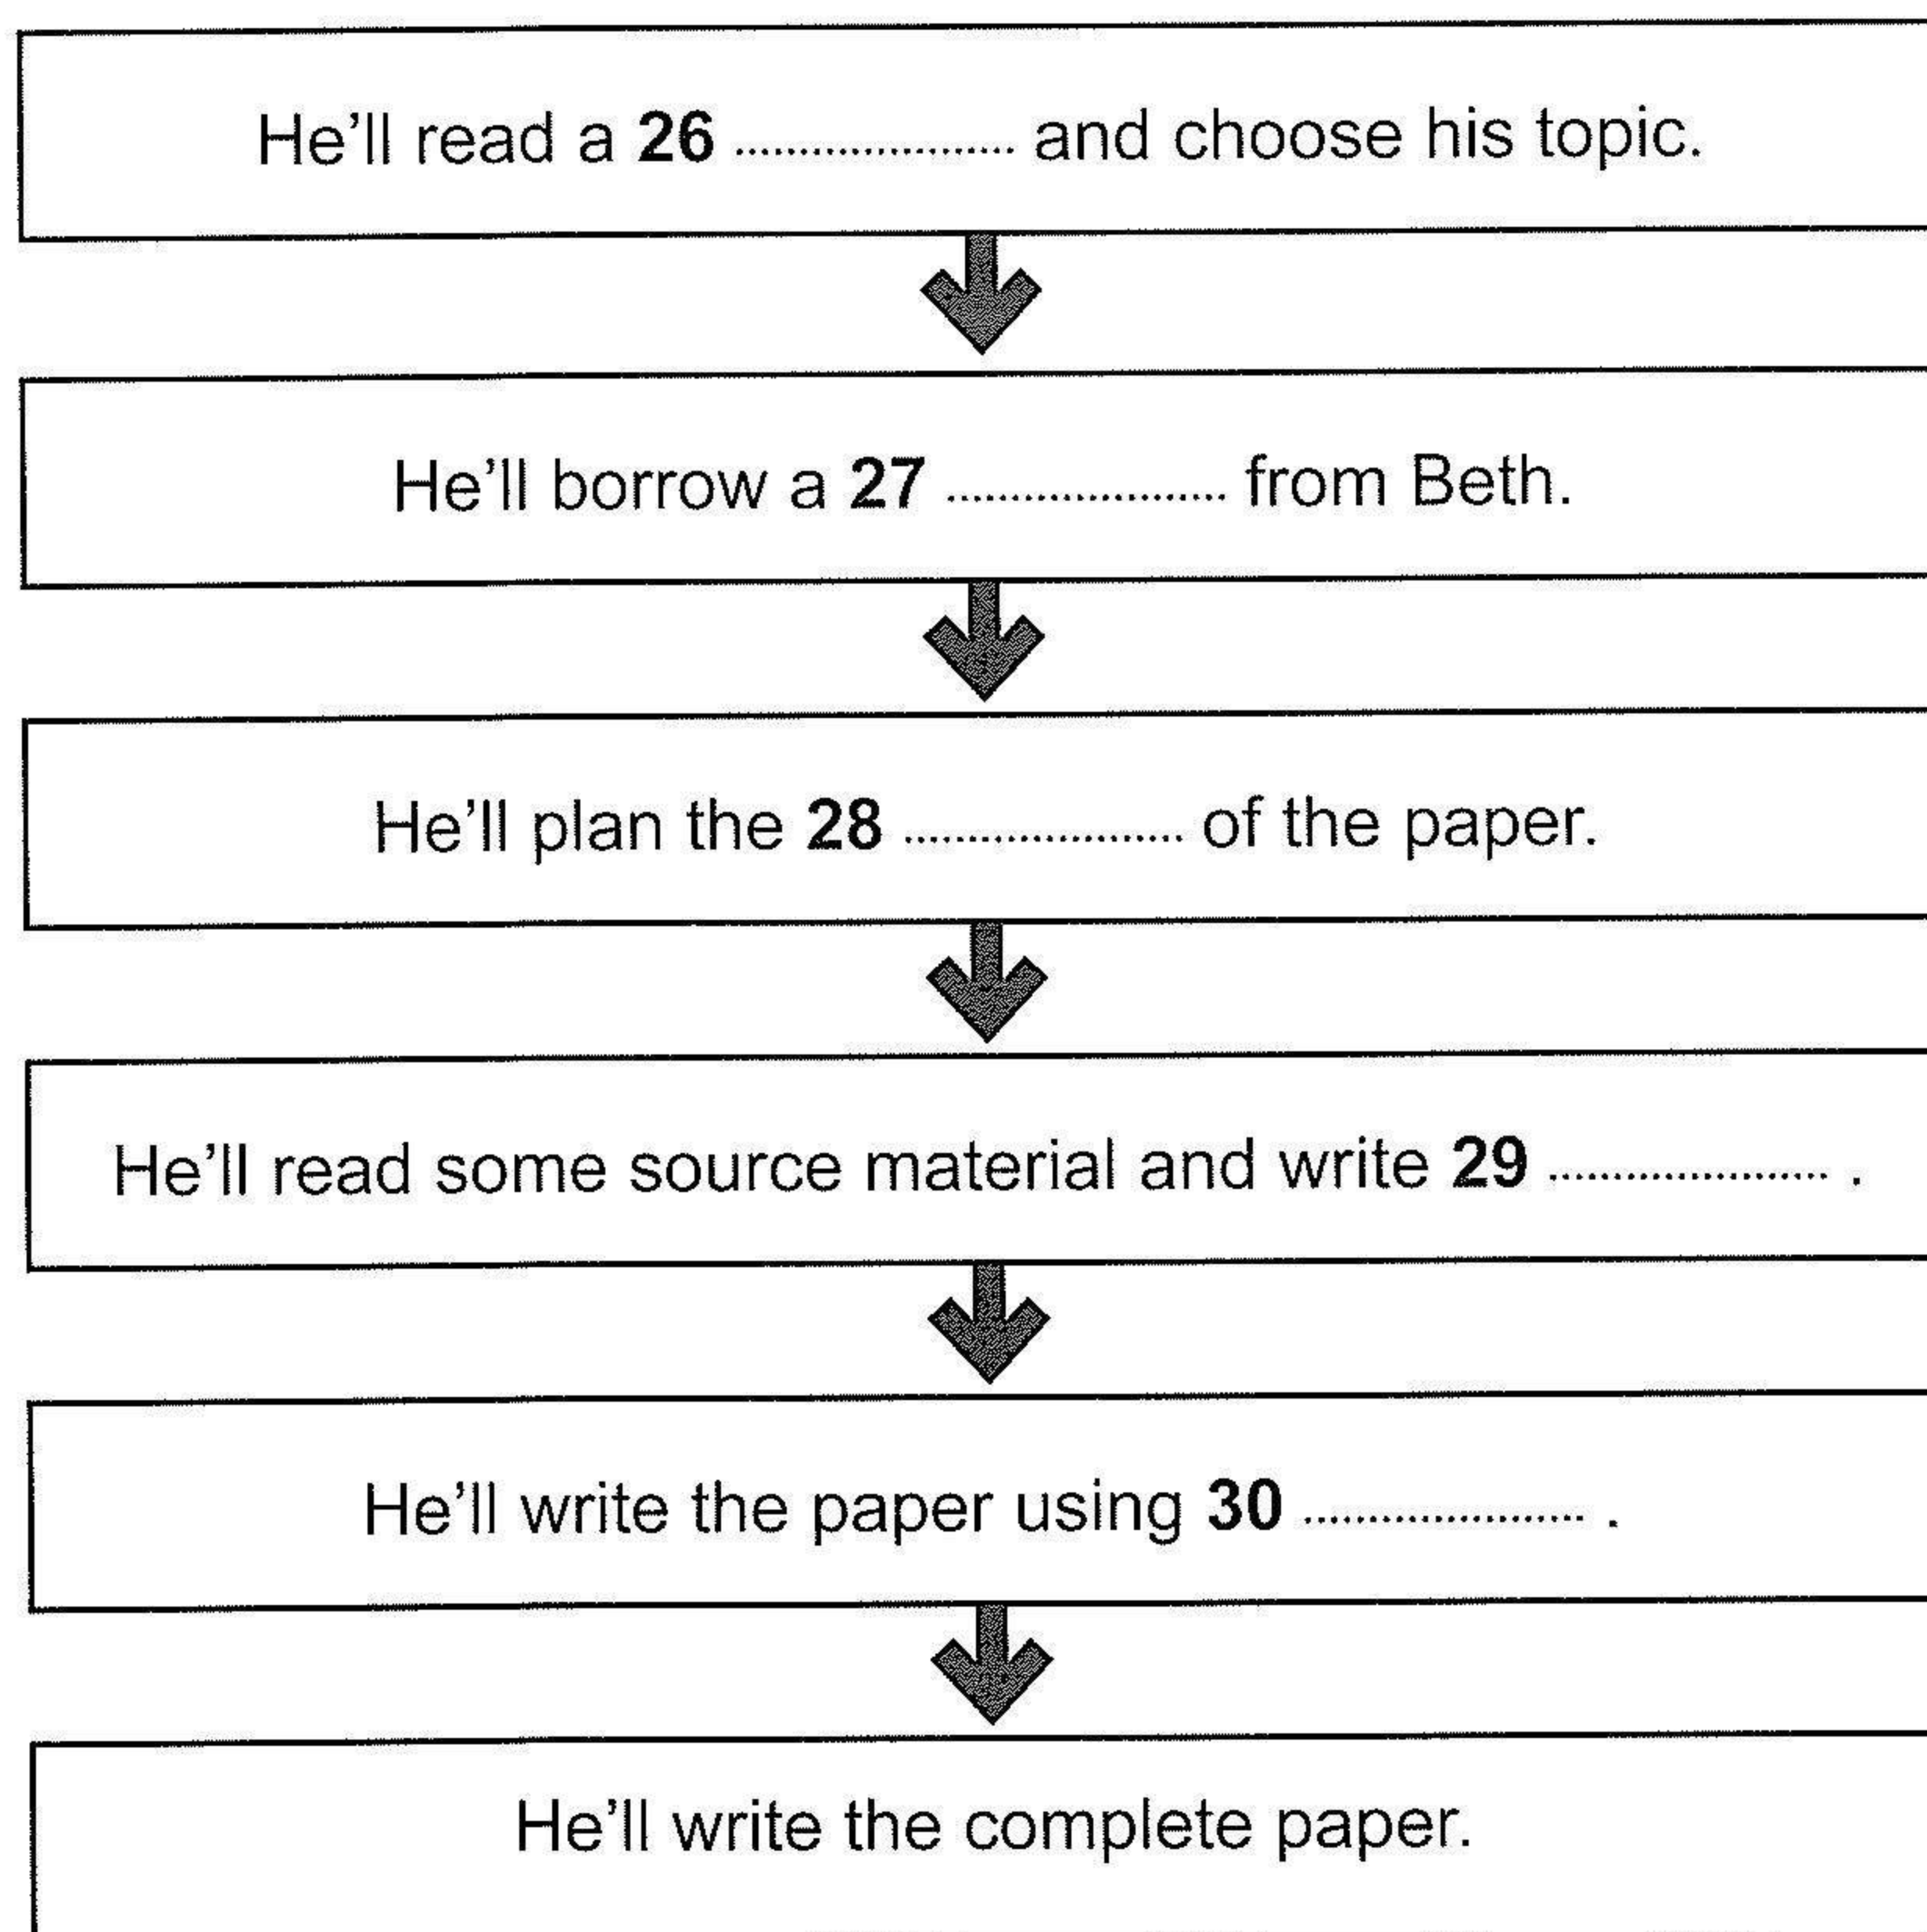 He'll read a 26 ........................ and choose his topic.
He'll borrow a 27 ........................ from Beth.
He'll plan the 28 ........................ of the paper.
He'll read some source material and write 29 ........................ .
He'll write the paper using 30 ........................ .
He'll write the complete paper.